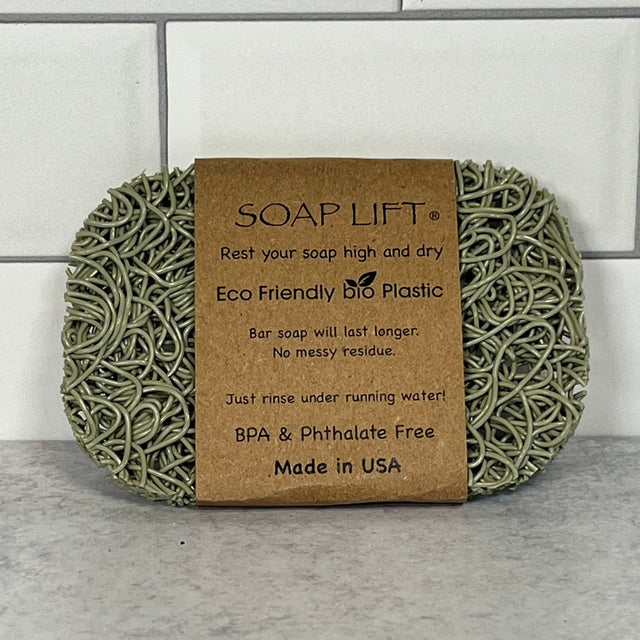 SOAP LIFT®
Rest your soap high and dry
Eco Friendly bio Plastic
Bar soap will last longer.
No messy residue.
Just rinse under running water!
BPA & Phthalate Free
Made in USA